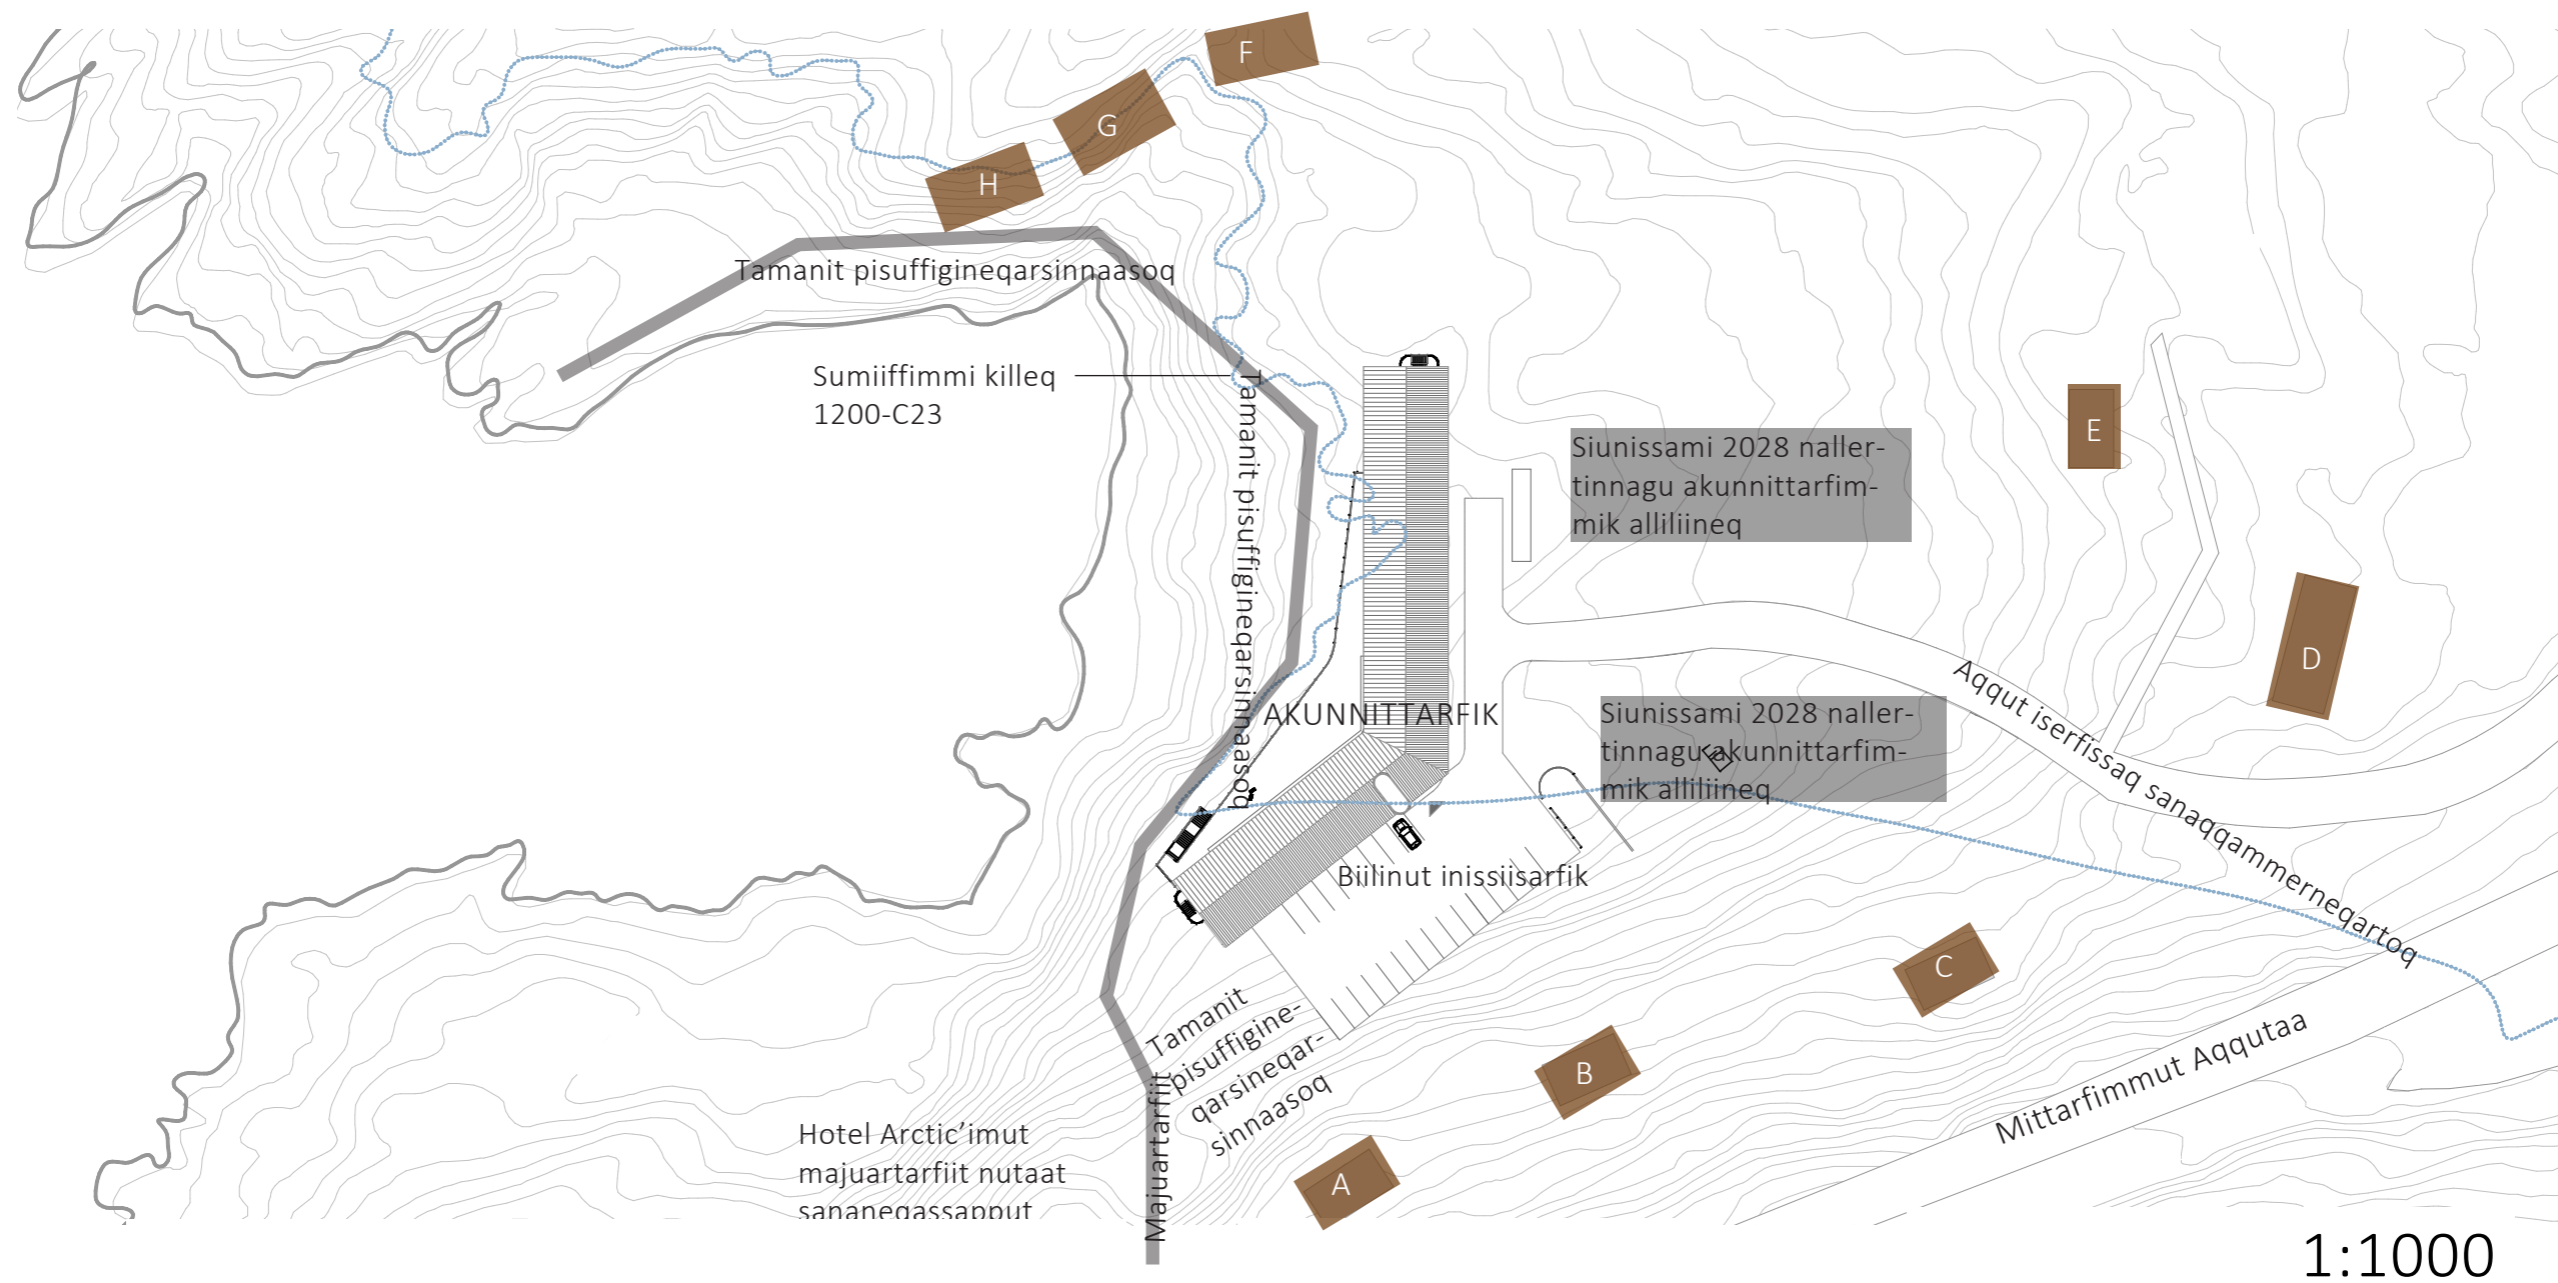 F
G
H
Tamanit pisuffigineqarsinnaasoq
Sumiiffimmi killeq
1200-C23
Tamanit pisuffigineqarsinnaasoq
Siunissami 2028 naller-
tinnagu akunnittarfim-
mik alliliineq
E
D
AKUNNITTARFIK
Siunissami 2028 naller-
tinnagu akunnittarfim-
mik alliliineq
Aqqut iserfissaq sanaqqammerneqartoq
Biilinut inissiisarfik
C
B
A
Tamanit
pisuffigine-
qarsineqar-
sinnaasoq
Mittarfimmut Aqqutaa
Majuartarfiit
Hotel Arctic’imut
majuartarfiit nutaat
sananeqassapput
1:1000